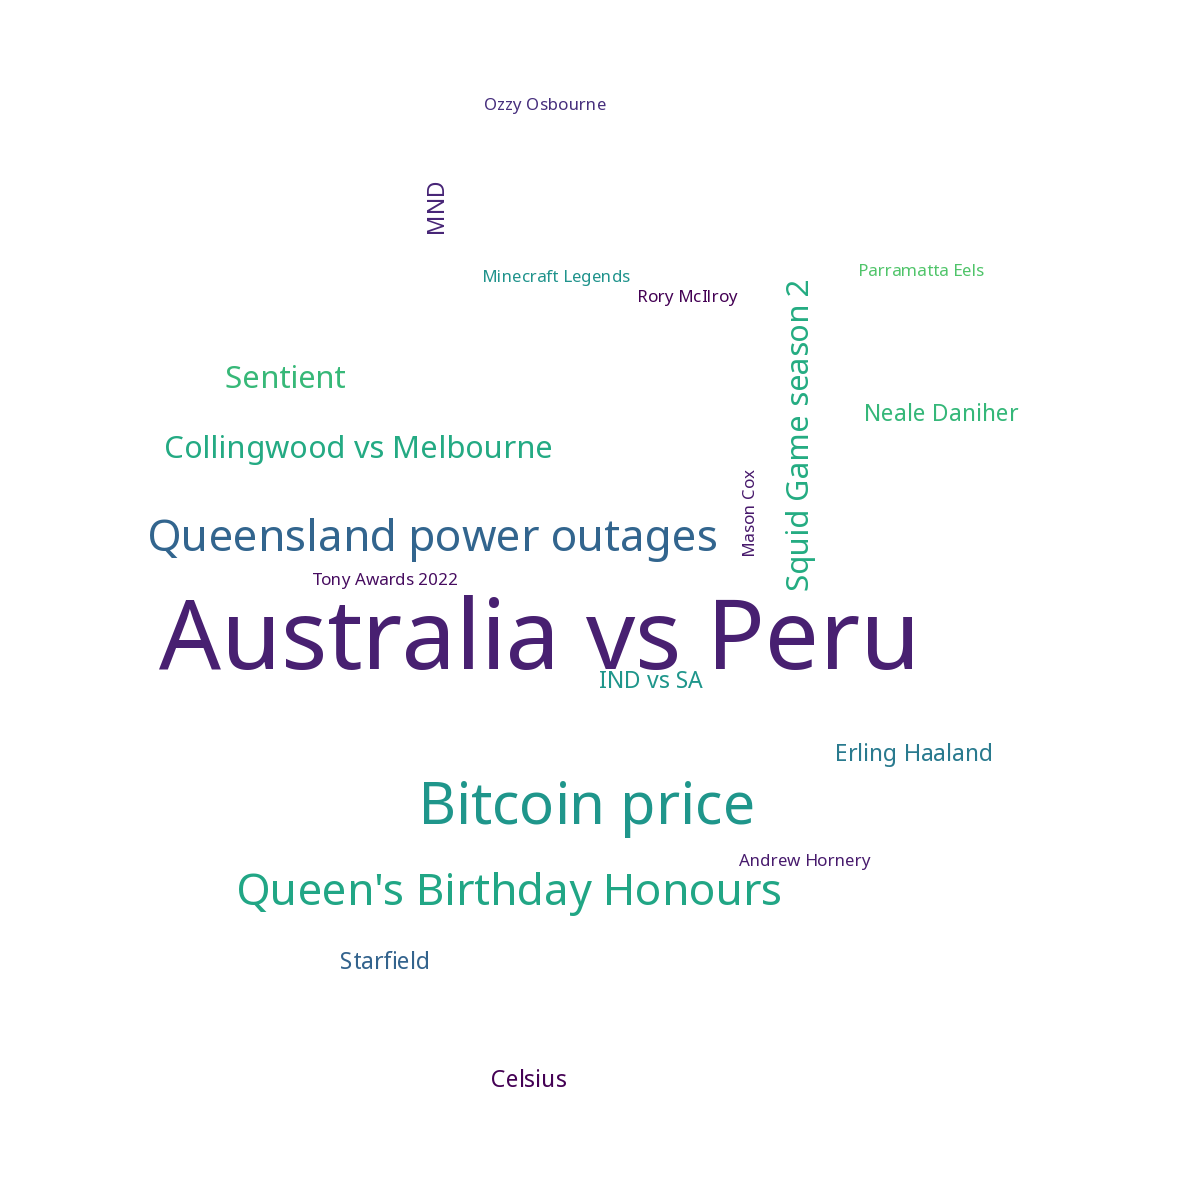 Ozzy Osbourne
MND
Minecraft Legends
Parramatta Eels
Rory McIlroy
Squid Game season 2
Sentient
Neale Daniher
Collingwood vs Melbourne
Mason Cox
Queensland power outages
Tony Awards 2022
Australia vs Peru
IND vs SA
Erling Haaland
Bitcoin price
Andrew Hornery
Queen's Birthday Honours
Starfield
Celsius